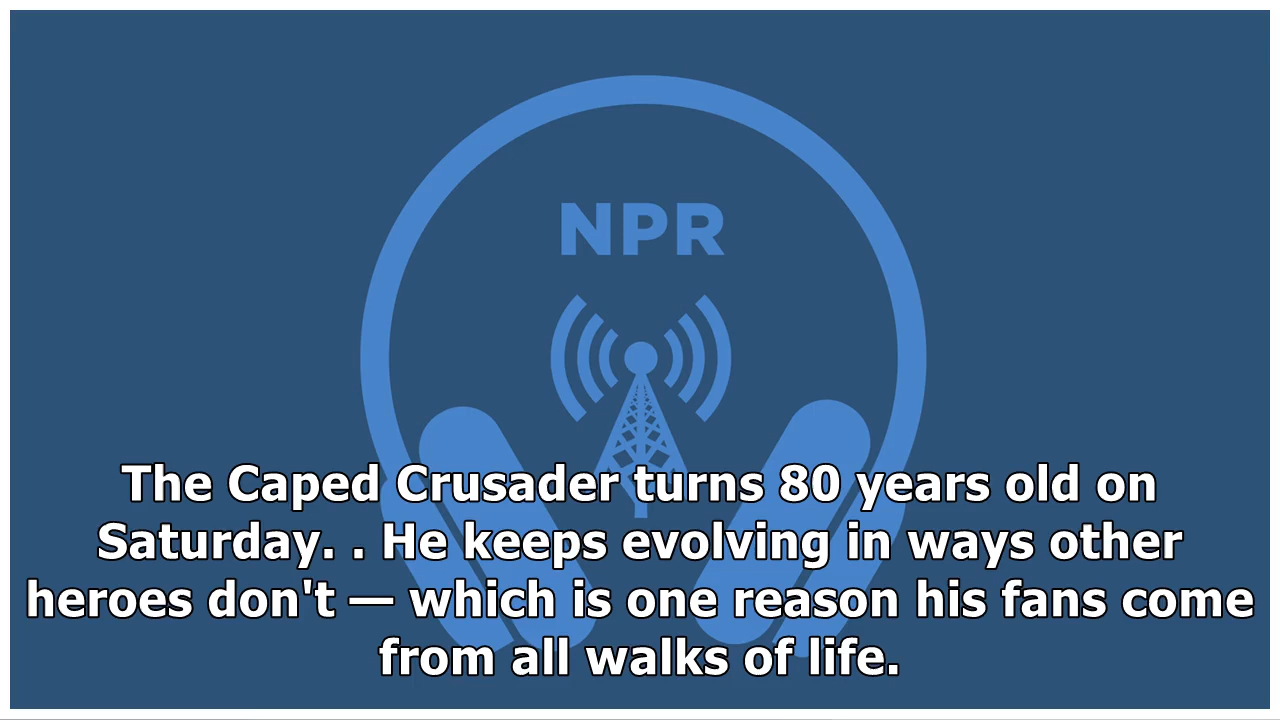 NPR
The Caped Crusader turns 80 years old on
Saturday. . He keeps evolving in ways other
heroes don't — which is one reason his fans come
from all walks of life.